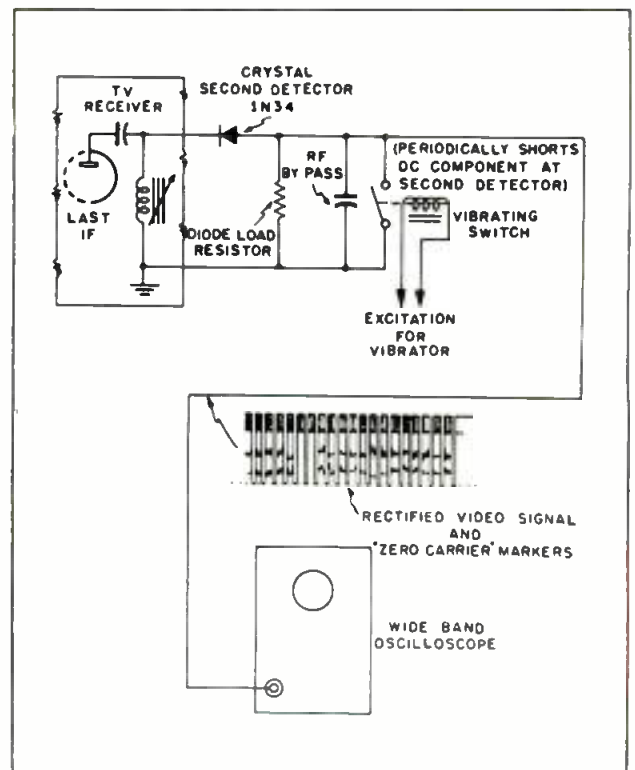 CRYSTAL
SECOND DETECTOR
1N34
TV
RECEIVER
LAST
IF
DIODE LOAD
RESISTOR
RF
BY PASS
(PERIODICALLY SHORTS
DC COMPONENT AT
SECOND DETECTOR)
VIBRATING
SWITCH
EXCITATION
FOR
VIBRATOR
RECTIFIED VIDEO SIGNAL
AND
"ZERO CARRIER" MARKERS
WIDE BAND
OSCILLOSCOPE